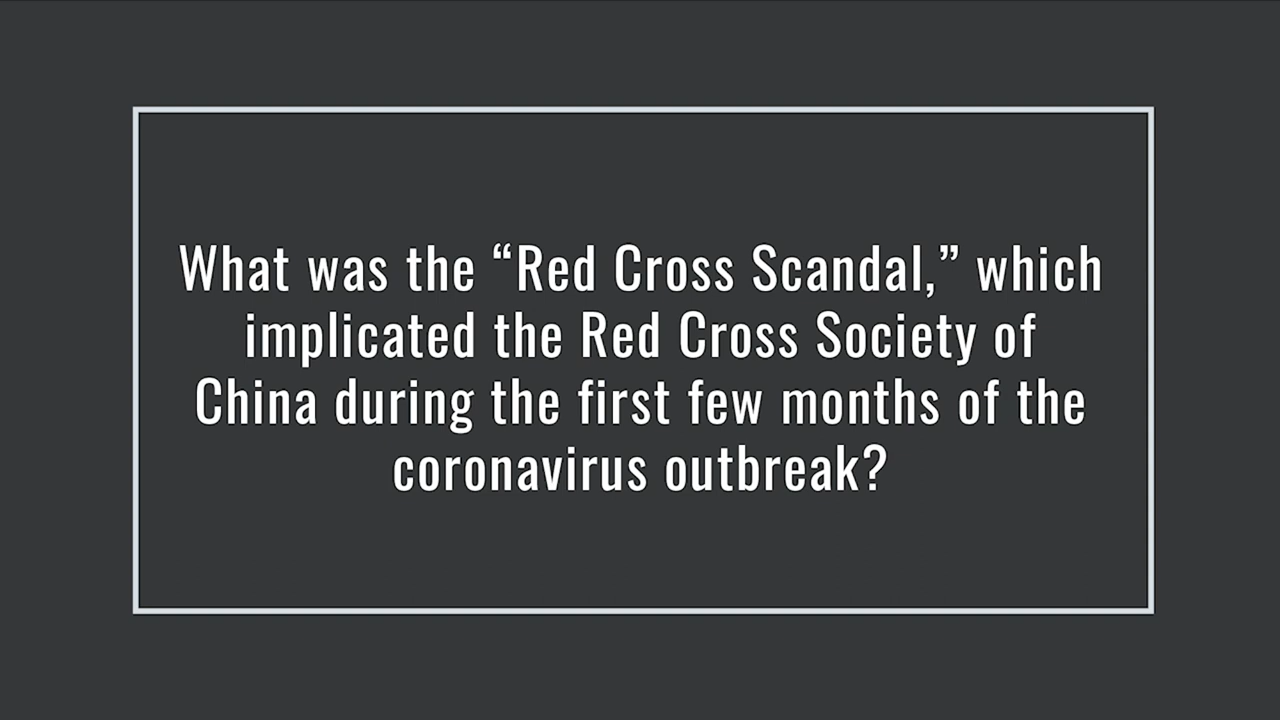 What was the “Red Cross Scandal,” which
implicated the Red Cross Society of
China during the first few months of the
coronavirus outbreak?